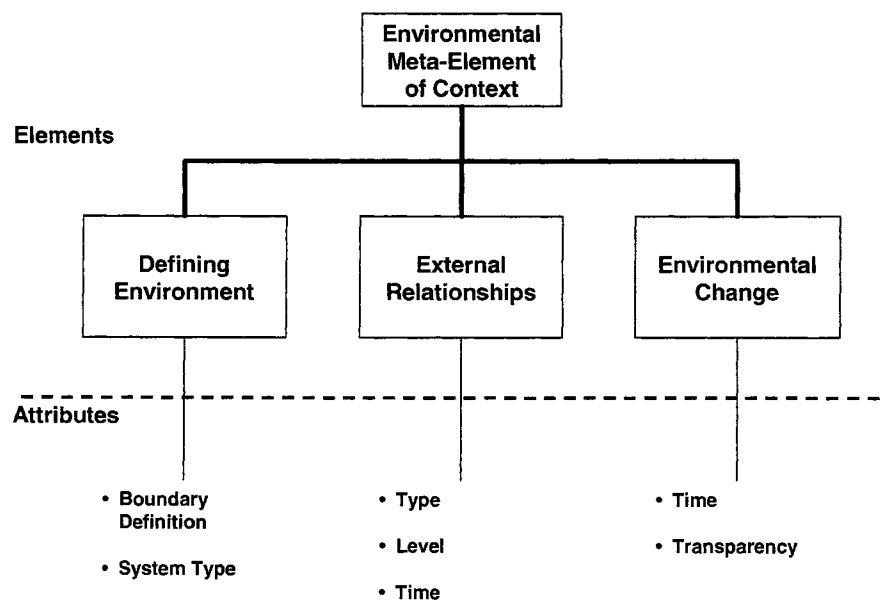 Environmental
Meta-Element
of Context
Elements
Defining
Environment
External
Relationships
Environmental
Change
Attributes
• Boundary
Definition
• System Type
• Type
• Level
• Time
• Time
• Transparency